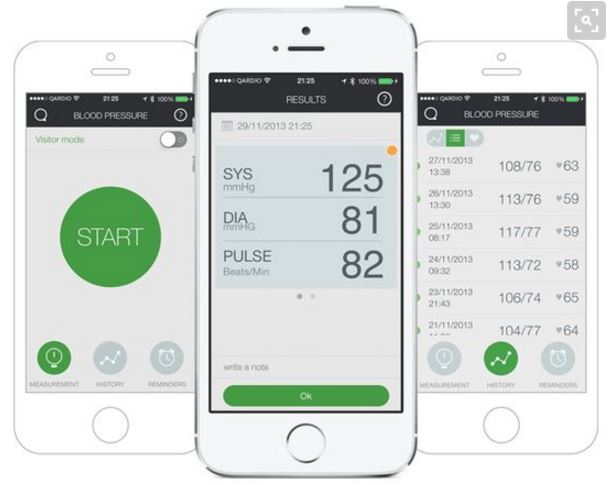 QARDIO 21:25 100%
BLOOD PRESSURE ?
Visitor mode
START
MEASUREMENT HISTORY REMINDERS
QARDIO 21:25 100%
RESULTS ?
29/11/2013 21:25
SYS
mmHg
125
DIA
mmHG
81
PULSE
Beats/Min
82
write a note
Ok
QARDIO 21:25 100%
BLOOD PRESSURE ?
27/11/2013
13:38
108/76 63
26/11/2013
13:30
113/76 59
25/11/2013
08:17
117/77 59
24/11/2013
09:32
113/72 58
23/11/2013
21:43
106/74 65
21/11/2013
104/77 64
MEASUREMENT HISTORY REMINDERS